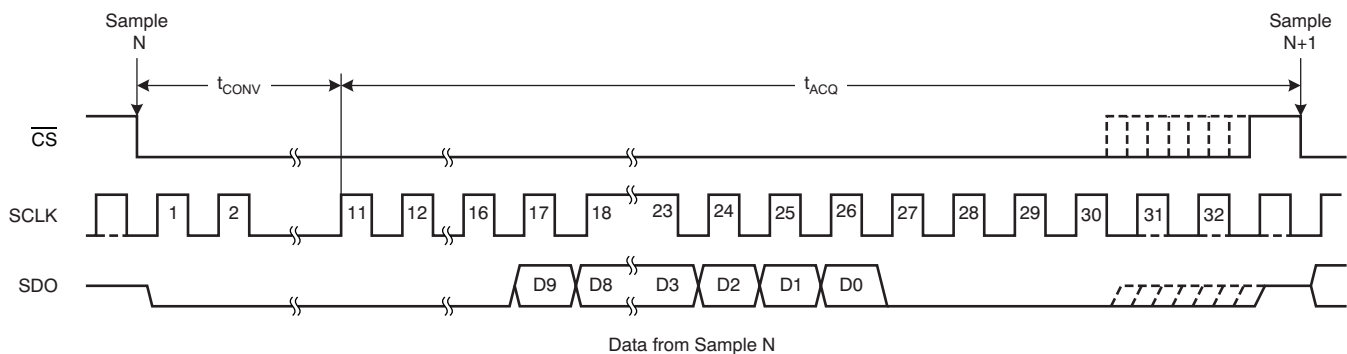 Sample
N
Sample
N+1
tCONV
tACQ
CS
SCLK
1 2 11 12 16 17 18 23 24 25 26 27 28 29 30 31 32
SDO
D9 D8 D3 D2 D1 D0
Data from Sample N